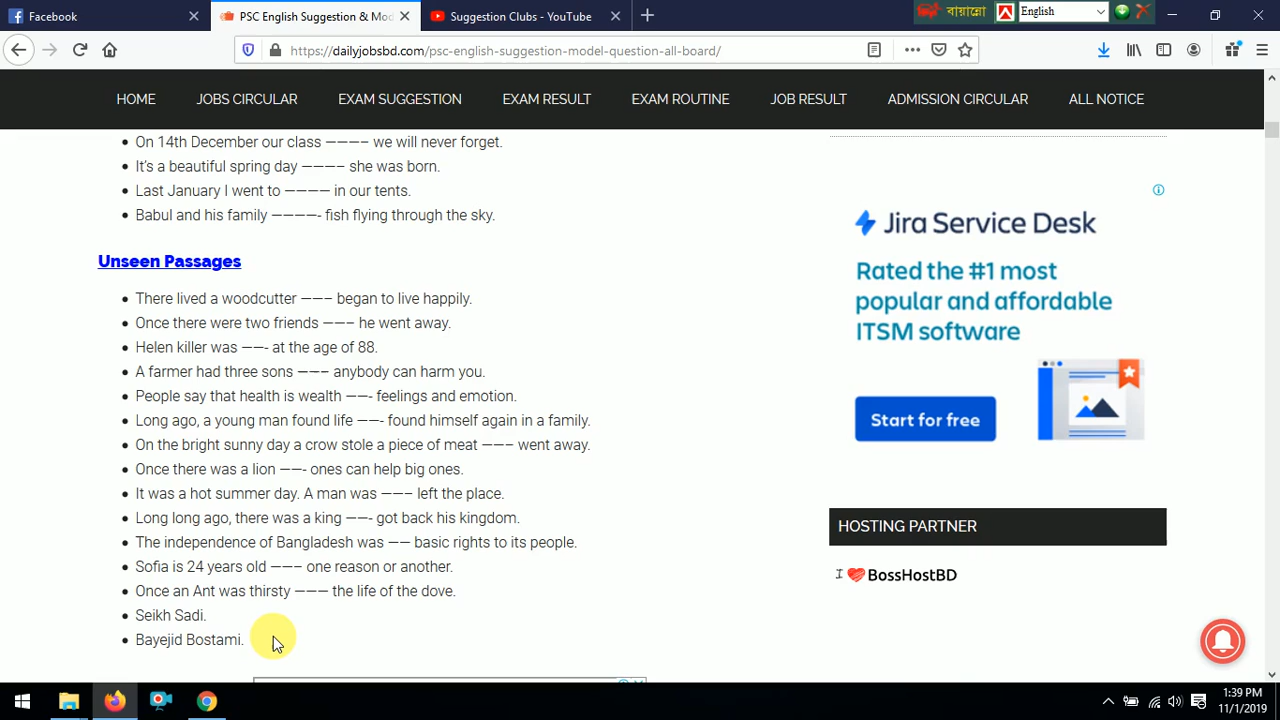 Facebook
PSC English Suggestion & Mod
Suggestion Clubs - YouTube
বায়ান্নো
English
https://dailyjobsbd.com/psc-english-suggestion-model-question-all-board/
HOME JOBS CIRCULAR EXAM SUGGESTION EXAM RESULT EXAM ROUTINE JOB RESULT ADMISSION CIRCULAR ALL NOTICE
On 14th December our class ———– we will never forget.
It's a beautiful spring day ———– she was born.
Last January I went to ———— in our tents.
Babul and his family ————- fish flying through the sky.
Unseen Passages
There lived a woodcutter ——– began to live happily.
Once there were two friends ——– he went away.
Helen killer was ——- at the age of 88.
A farmer had three sons ——– anybody can harm you.
People say that health is wealth ——- feelings and emotion.
Long ago, a young man found life ——- found himself again in a family.
On the bright sunny day a crow stole a piece of meat ——– went away.
Once there was a lion ——- ones can help big ones.
It was a hot summer day. A man was ——– left the place.
Long long ago, there was a king ——- got back his kingdom.
The independence of Bangladesh was —— basic rights to its people.
Sofia is 24 years old ——– one reason or another.
Once an Ant was thirsty ——— the life of the dove.
Seikh Sadi.
Bayejid Bostami.
Jira Service Desk
Rated the #1 most
popular and affordable
ITSM software
Start for free
HOSTING PARTNER
I BossHostBD
1:39 PM
11/1/2019